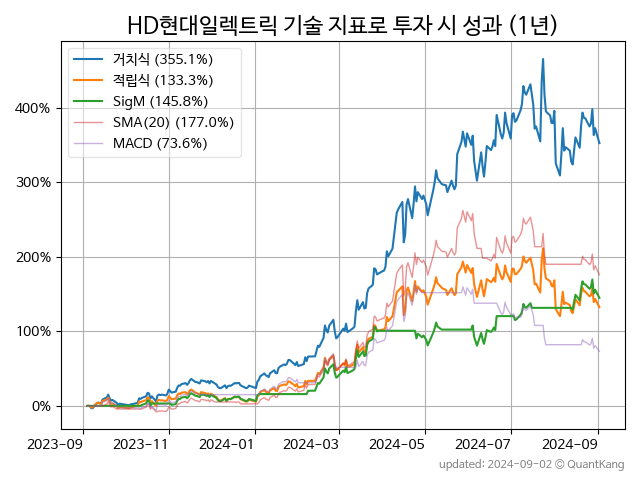 HD현대일렉트릭 기술 지표로 투자 시 성과 (1년)
거치식 (355.1%)
적립식 (133.3%)
SigM (145.8%)
SMA(20) (177.0%)
MACD (73.6%)
400%
300%
200%
100%
0%
2023-09 2023-11 2024-01 2024-03 2024-05 2024-07 2024-09
updated: 2024-09-02 © QuantKang